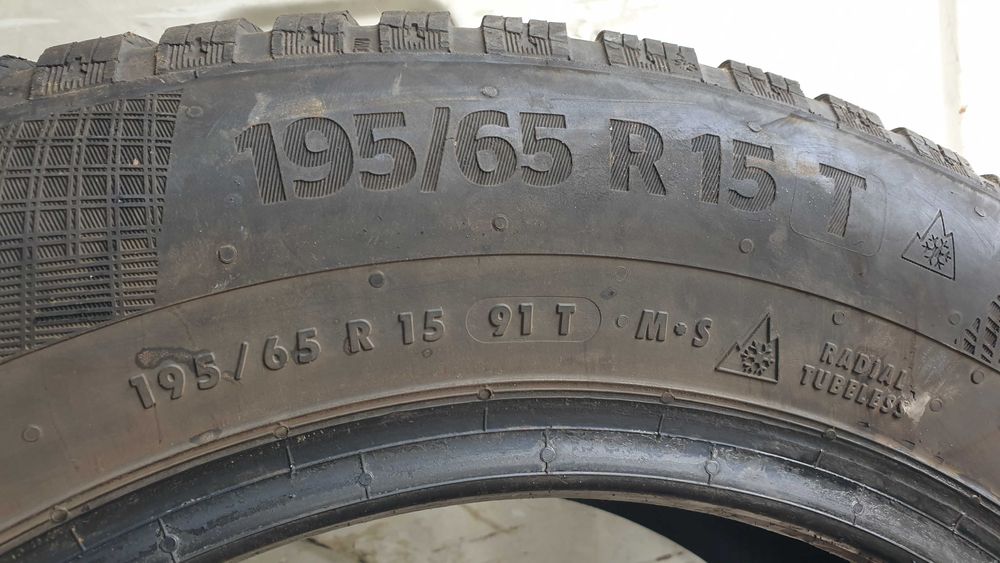 195/65 R 15 T
195/65 R 15 91 T • M•S
RADIAL
TUBELESS